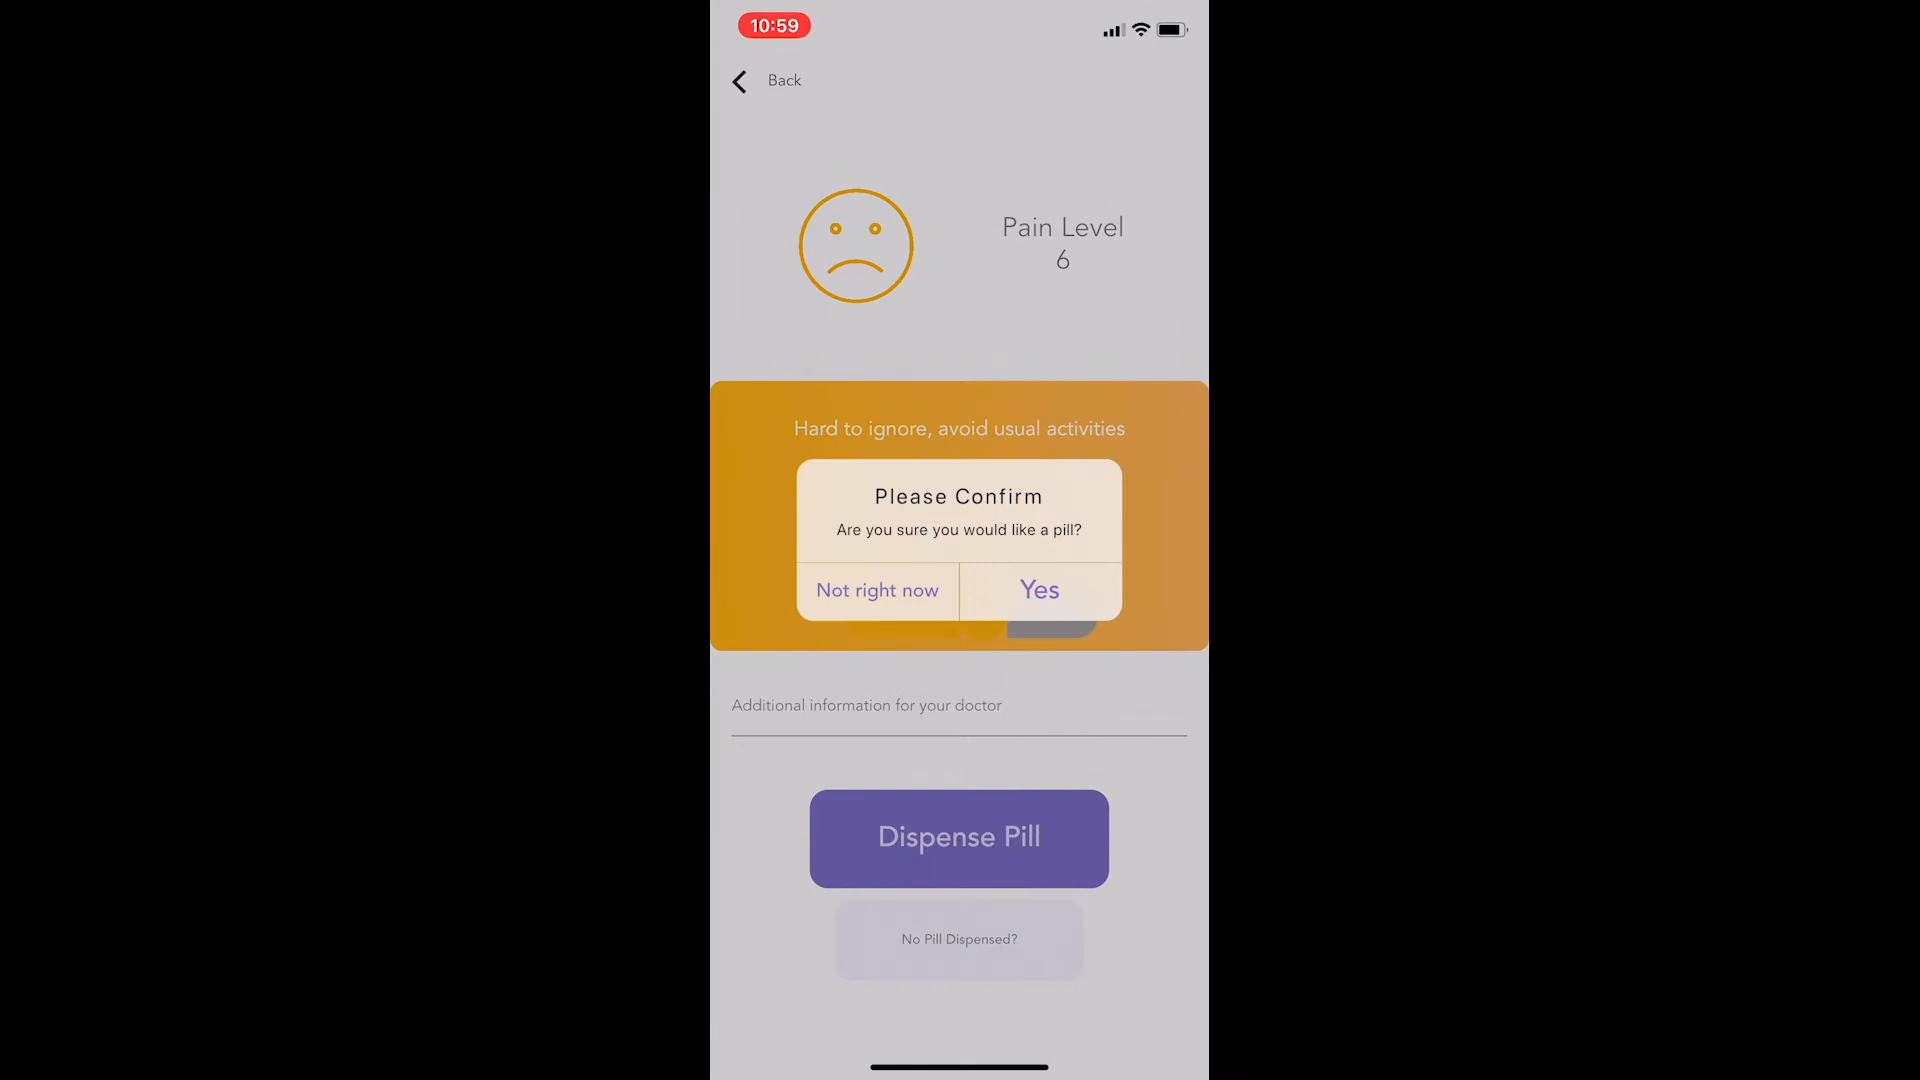 10:59
Back
Pain Level
6
Hard to ignore, avoid usual activities
Please Confirm
Are you sure you would like a pill?
Not right now
Yes
Additional information for your doctor
Dispense Pill
No Pill Dispensed?